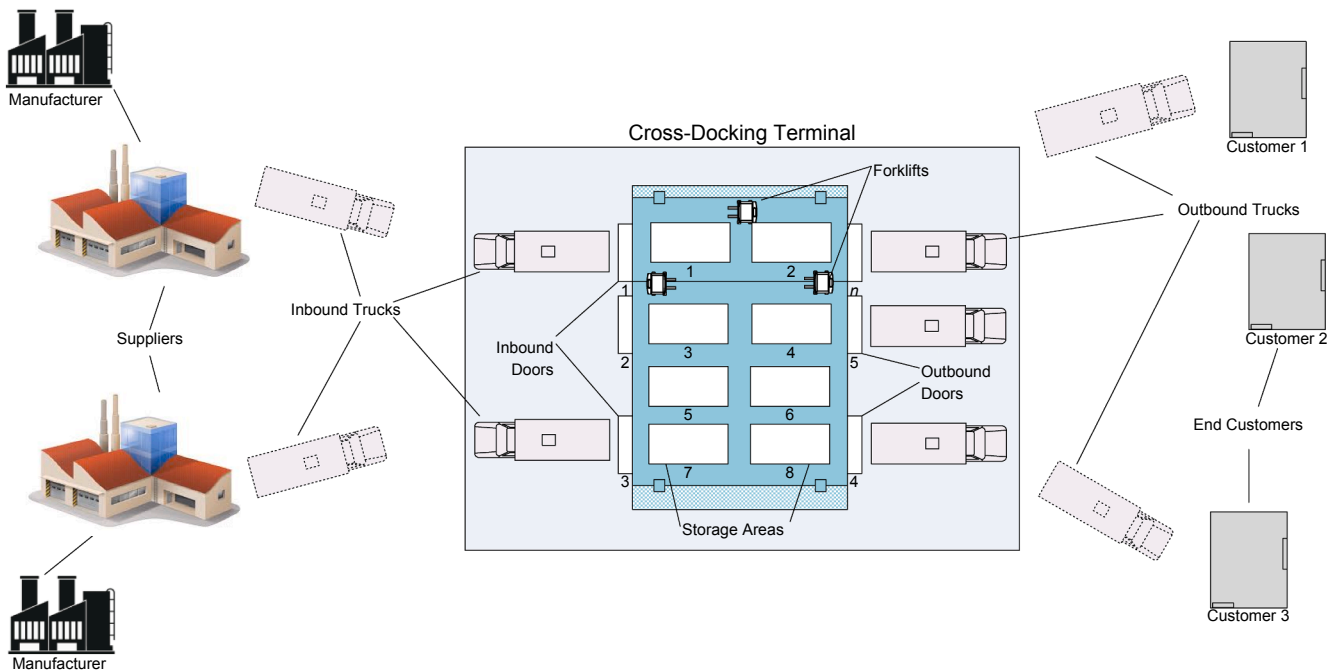 Manufacturer
Cross-Docking Terminal
Customer 1
Forklifts
Outbound Trucks
1
2
1
n
Inbound Trucks
Suppliers
Customer 2
3
4
Inbound
Doors
2
5
Outbound
Doors
5
6
End Customers
7
8
3
4
Storage Areas
Customer 3
Manufacturer